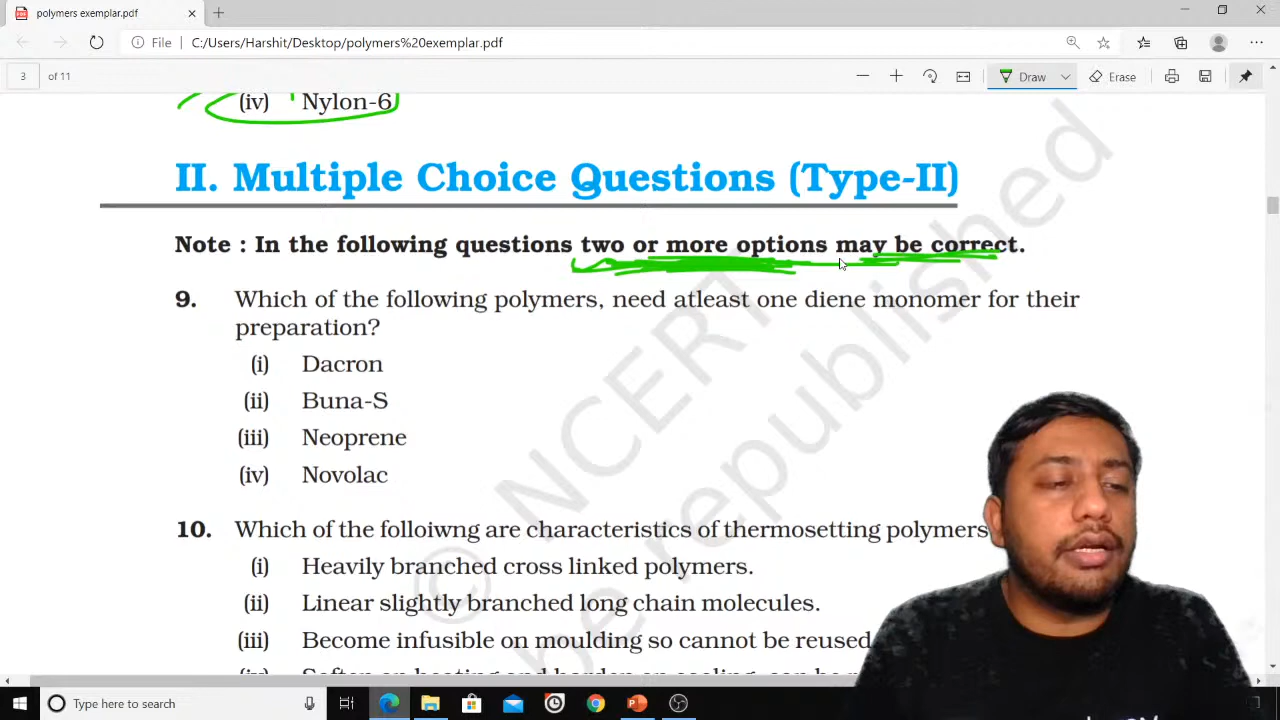 polymers exemplar.pdf
File C:/Users/Harshit/Desktop/polymers%20exemplar.pdf
3 of 11 Draw Erase
(iv) Nylon-6
II. Multiple Choice Questions (Type-II)
Note : In the following questions two or more options may be correct.
9. Which of the following polymers, need atleast one diene monomer for their
preparation?
(i) Dacron
(ii) Buna-S
(iii) Neoprene
(iv) Novolac
10. Which of the folloiwng are characteristics of thermosetting polymers
(i) Heavily branched cross linked polymers.
(ii) Linear slightly branched long chain molecules.
(iii) Become infusible on moulding so cannot be reused
© NCERT
be republished
Type here to search